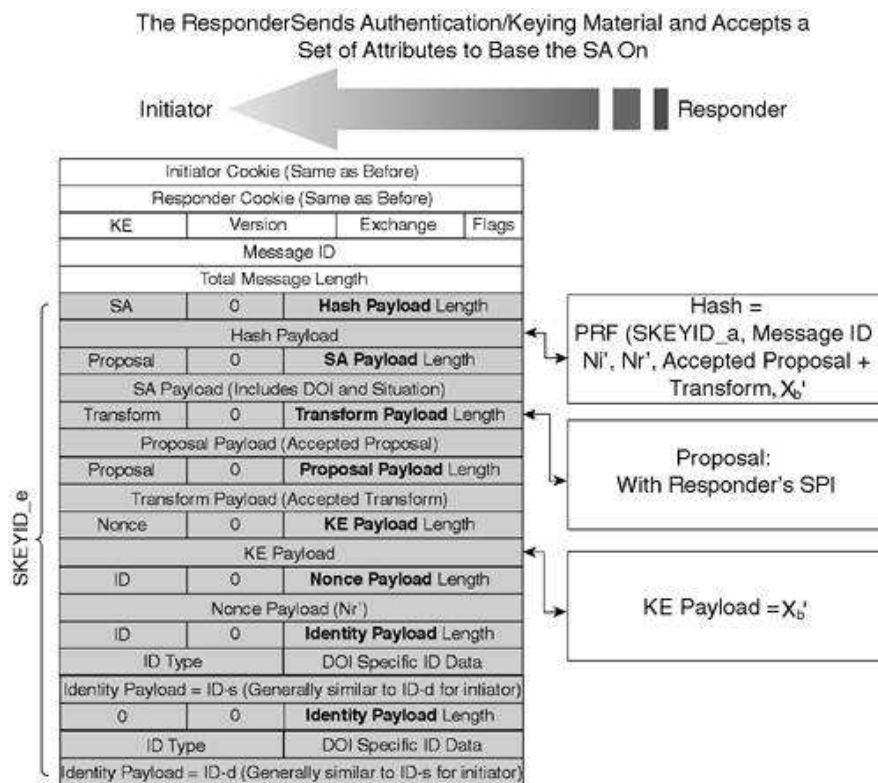 The ResponderSends Authentication/Keying Material and Accepts a
Set of Attributes to Base the SA On
Initiator
Responder
Initiator Cookie (Same as Before)
Responder Cookie (Same as Before)
KE Version Exchange Flags
Message ID
Total Message Length
SA 0 Hash Payload Length
Hash Payload
Proposal 0 SA Payload Length
SA Payload (Includes DOI and Situation)
Transform 0 Transform Payload Length
Proposal Payload (Accepted Proposal)
Proposal 0 Proposal Payload Length
Transform Payload (Accepted Transform)
Nonce 0 KE Payload Length
KE Payload
ID 0 Nonce Payload Length
Nonce Payload (Nr')
ID 0 Identity Payload Length
ID Type DOI Specific ID Data
Identity Payload = ID-s (Generally similar to ID-d for intiator)
0 0 Identity Payload Length
ID Type DOI Specific ID Data
Identity Payload = ID-d (Generally similar to ID-s for initiator)
SKEYID_e
Hash =
PRF (SKEYID_a, Message ID
Ni', Nr', Accepted Proposal +
Transform, Xb'
Proposal:
With Responder's SPI
KE Payload =Xb'